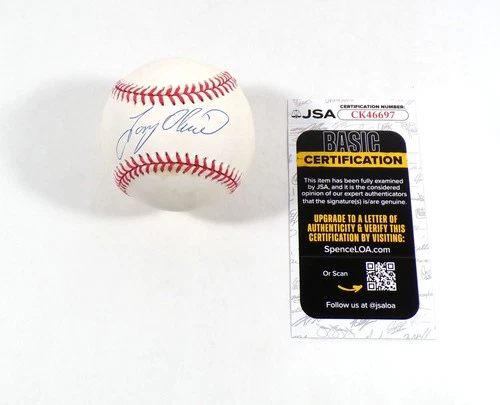 Tony Oliva
JSA
CERTIFICATION NUMBER:
CK46697
BASIC
CERTIFICATION
This item has been fully examined
by JSA, and it is the considered
opinion of our expert authenticators
that the signature(s) is/are genuine.
UPGRADE TO A LETTER OF
AUTHENTICITY & VERIFY THIS
CERTIFICATION BY VISITING:
SpenceLOA.com
Or Scan
Follow us at @jsaloa